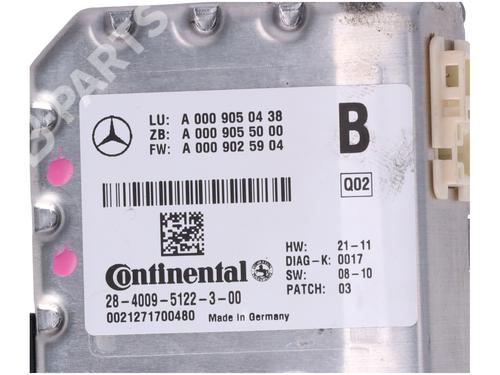 LU: A 000 905 04 38
ZB: A 000 905 50 00
FW: A 000 902 59 04
B
Q02
HW: 21-11
DIAG-K: 0017
SW: 08-10
PATCH: 03
Continental
28-4009-5122-3-00
0021271700480 Made in Germany